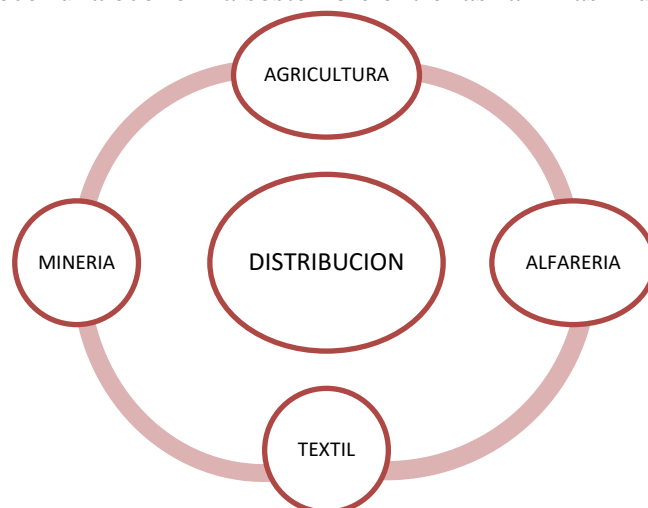 AGRICULTURA
MINERIA
DISTRIBUCION
ALFARERIA
TEXTIL